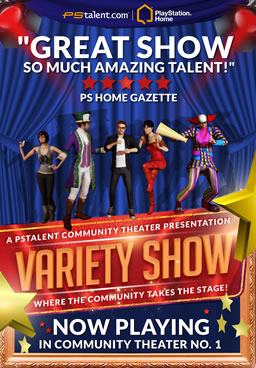 PStalent.com PlayStation®Home
"GREAT SHOW
SO MUCH AMAZING TALENT!"
PS HOME GAZETTE
A PSTALENT COMMUNITY THEATER PRESENTATION
VARIETY SHOW
WHERE THE COMMUNITY TAKES THE STAGE!
NOW PLAYING
IN COMMUNITY THEATER NO. 1